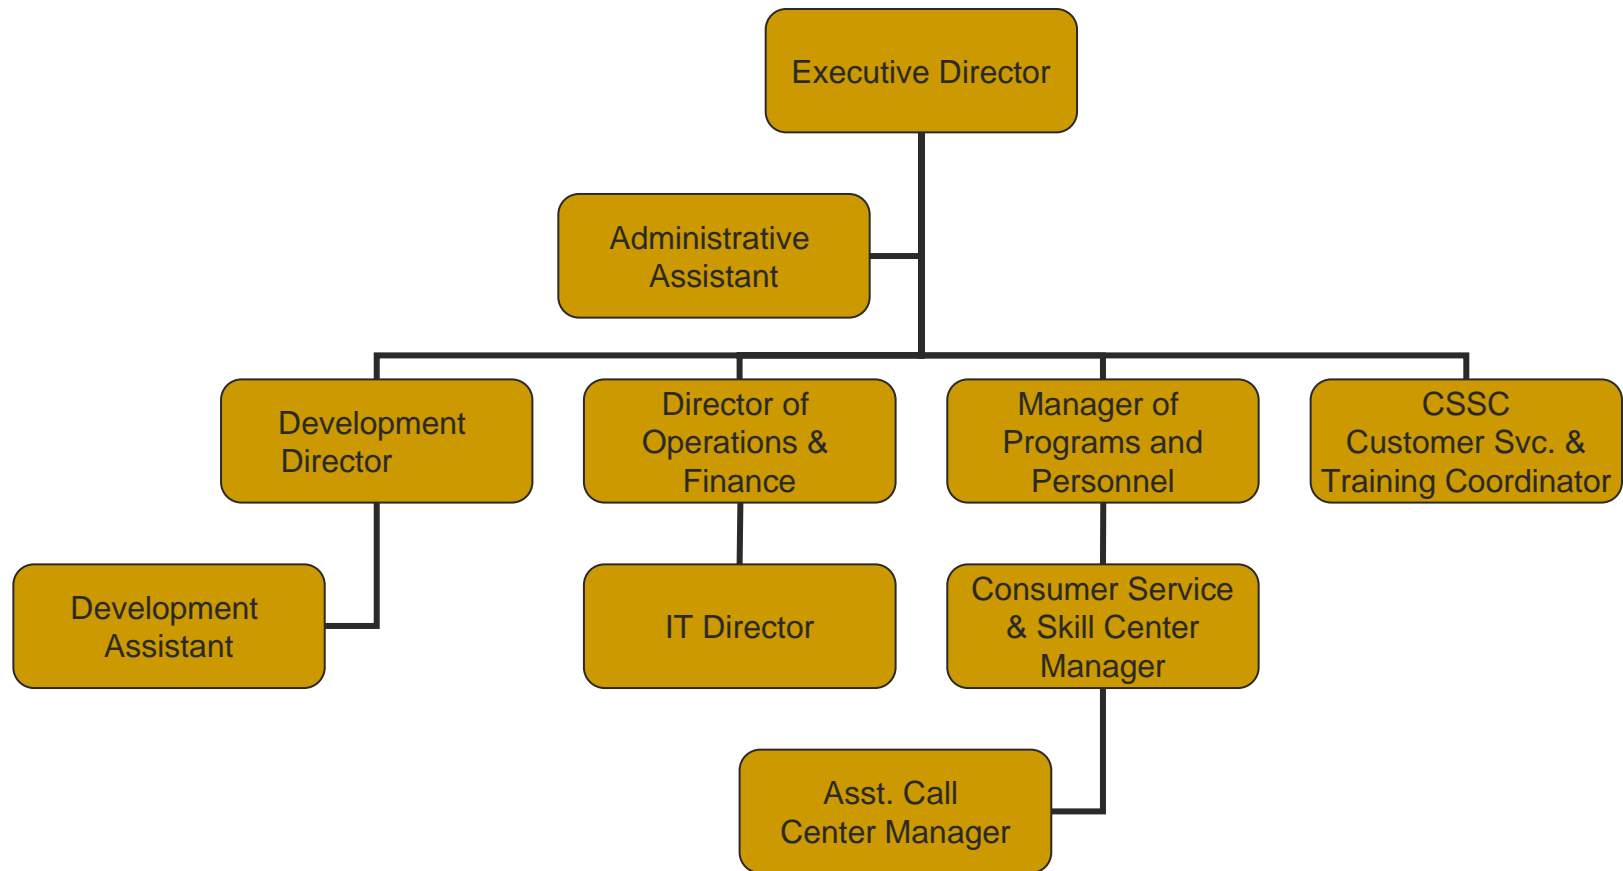 Executive Director
Administrative
Assistant
Development
Director
Director of
Operations &
Finance
Manager of
Programs and
Personnel
CSSC
Customer Svc. &
Training Coordinator
Development
Assistant
IT Director
Consumer Service
& Skill Center
Manager
Asst. Call
Center Manager